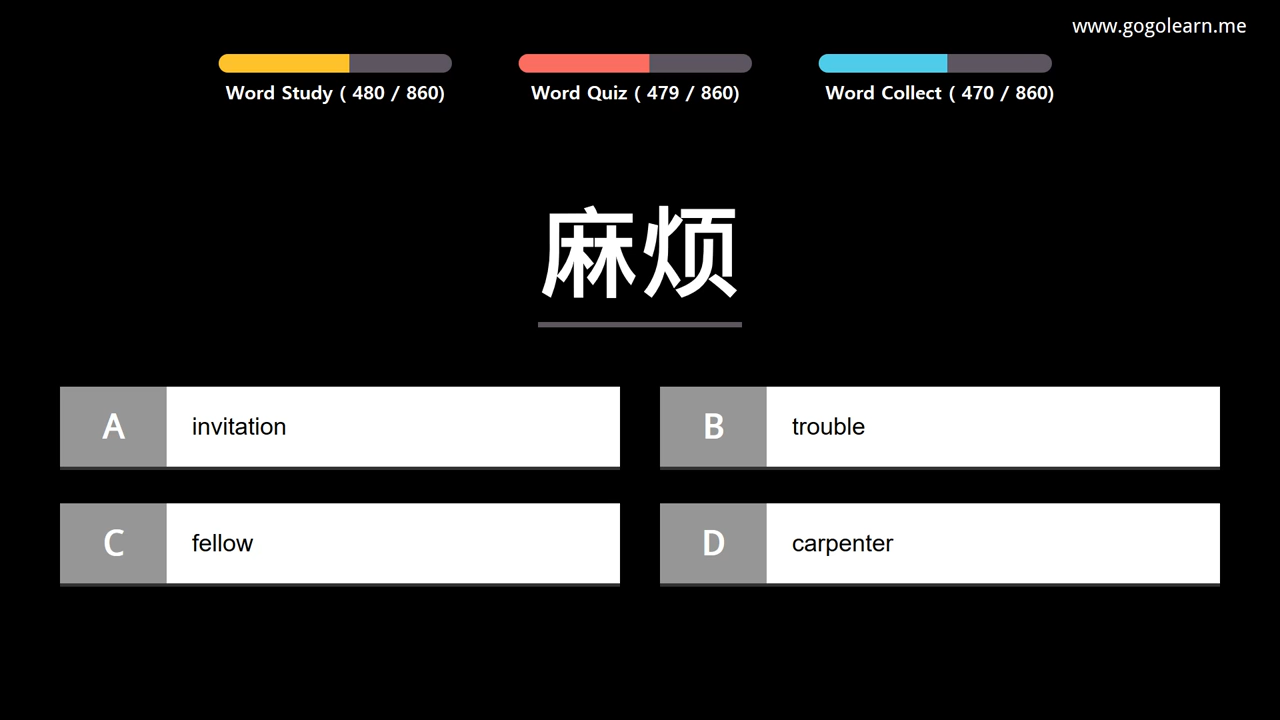 www.gogolearn.me
Word Study ( 480 / 860)
Word Quiz ( 479 / 860)
Word Collect ( 470 / 860)
麻烦
A invitation
B trouble
C fellow
D carpenter